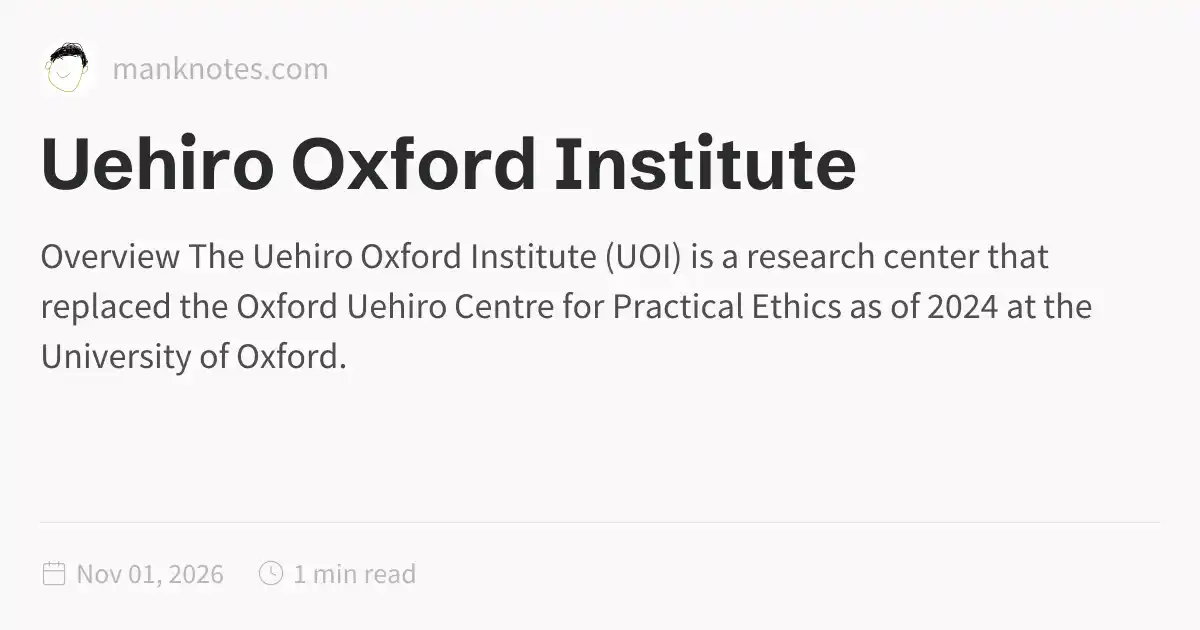 manknotes.com
Uehiro Oxford Institute
Overview The Uehiro Oxford Institute (UOI) is a research center that
replaced the Oxford Uehiro Centre for Practical Ethics as of 2024 at the
University of Oxford.
Nov 01, 2026 1 min read